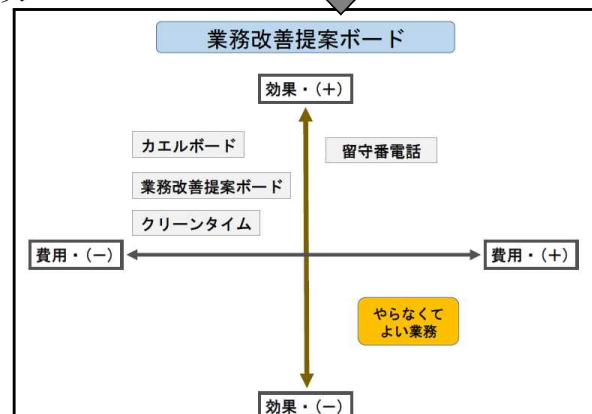 業務改善提案ボード
効果・(+)
カエルボード
留守番電話
業務改善提案ボード
クリーンタイム
費用・(-)
費用・(+)
やらなくて
よい業務
効果・(-)